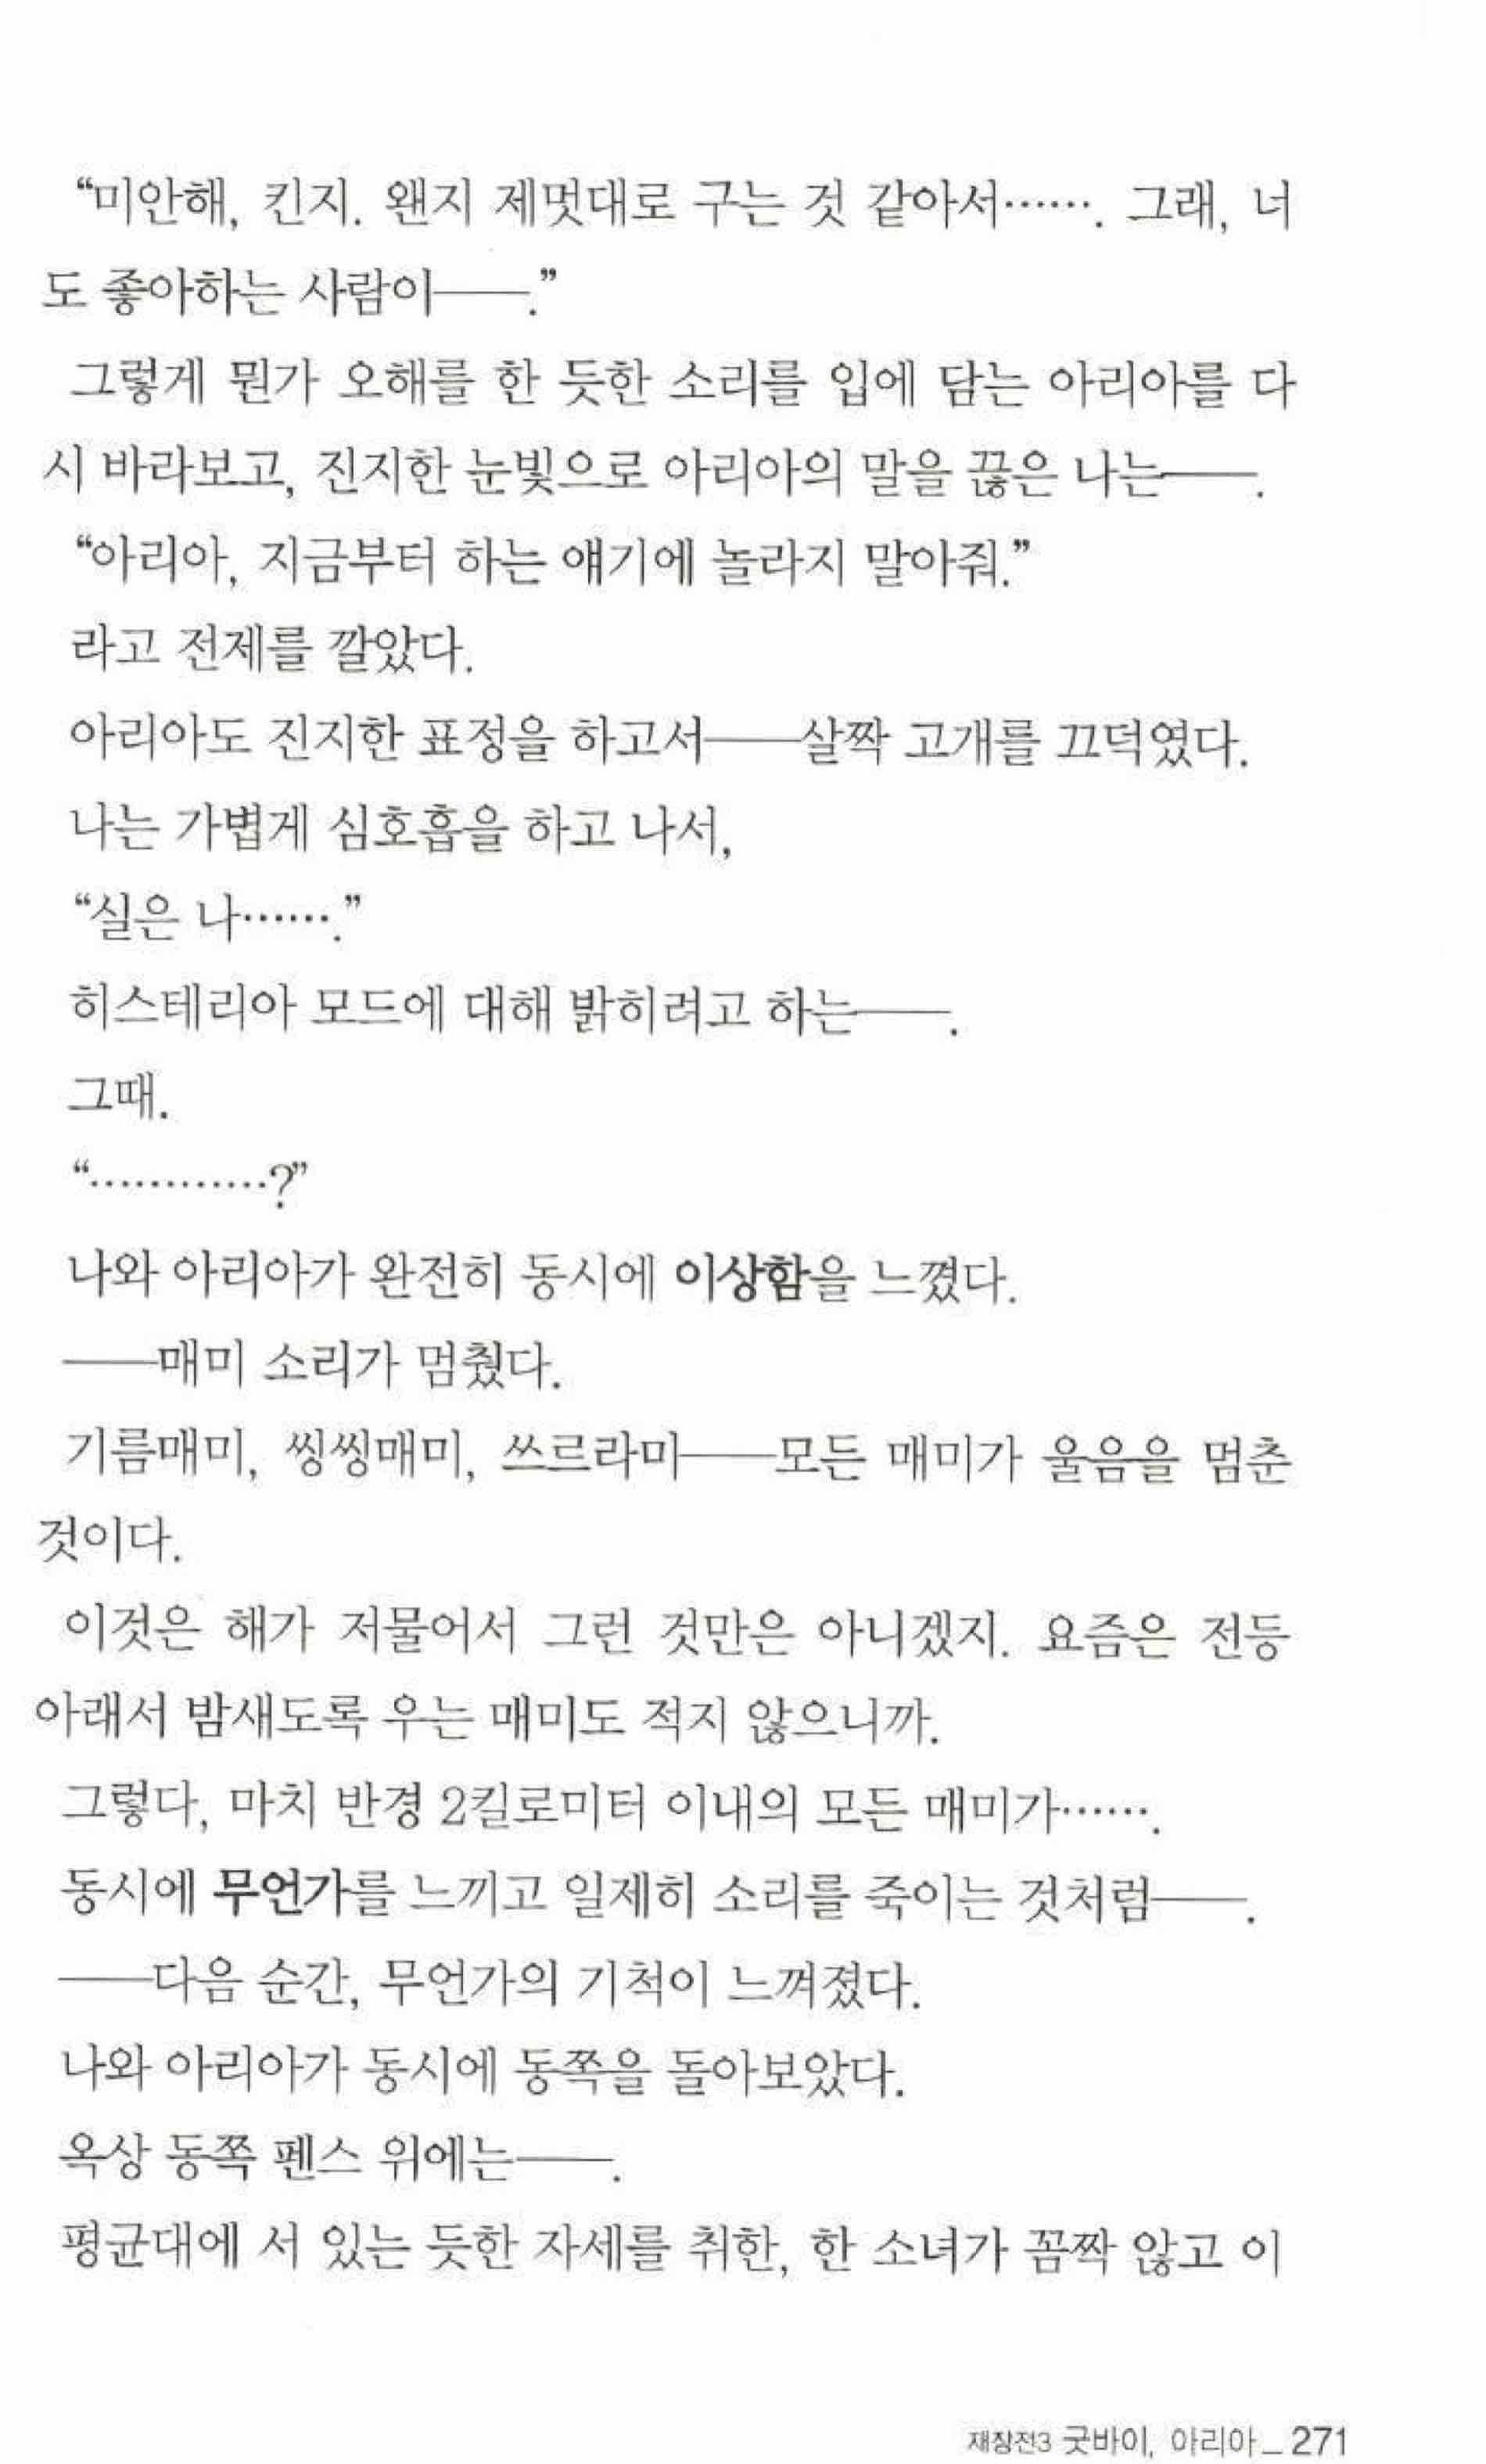 “미안해, 킨지. 왠지 제멋대로 구는 것 같아서……. 그래, 너
도 좋아하는 사람이──.”
그렇게 뭔가 오해를 한 듯한 소리를 입에 담는 아리아를 다
시 바라보고, 진지한 눈빛으로 아리아의 말을 끊은 나는──.
“아리아, 지금부터 하는 얘기에 놀라지 말아줘.”
라고 전제를 깔았다.
아리아도 진지한 표정을 하고서──살짝 고개를 끄덕였다.
나는 가볍게 심호흡을 하고 나서,
“실은 나…….”
히스테리아 모드에 대해 밝히려고 하는──.
그때.
“…………?”
나와 아리아가 완전히 동시에 이상함을 느꼈다.
──매미 소리가 멈췄다.
기름매미, 씽씽매미, 쓰르라미──모든 매미가 울음을 멈춘
것이다.
이것은 해가 저물어서 그런 것만은 아니겠지. 요즘은 전등
아래서 밤새도록 우는 매미도 적지 않으니까.
그렇다, 마치 반경 2킬로미터 이내의 모든 매미가…….
동시에 무언가를 느끼고 일제히 소리를 죽이는 것처럼──.
──다음 순간, 무언가의 기척이 느껴졌다.
나와 아리아가 동시에 동쪽을 돌아보았다.
옥상 동쪽 펜스 위에는──.
평균대에 서 있는 듯한 자세를 취한, 한 소녀가 꼼짝 않고 이
재장전3 굿바이, 아리아_271